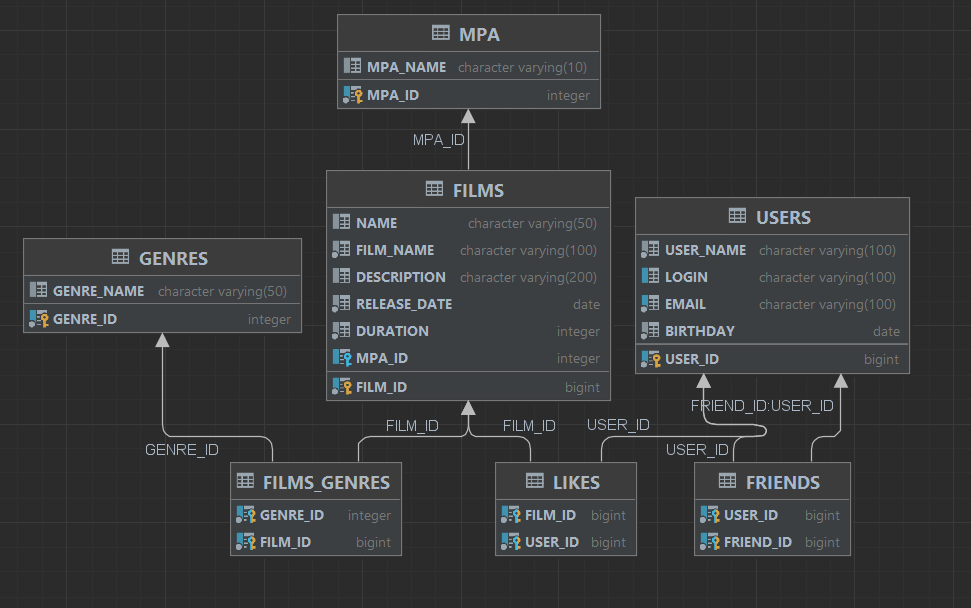 MPA
MPA_NAME character varying(10)
MPA_ID integer
MPA_ID
FILMS
NAME character varying(50)
FILM_NAME character varying(100)
DESCRIPTION character varying(200)
RELEASE_DATE date
DURATION integer
MPA_ID integer
FILM_ID bigint
USERS
USER_NAME character varying(100)
LOGIN character varying(100)
EMAIL character varying(100)
BIRTHDAY date
USER_ID bigint
GENRES
GENRE_NAME character varying(50)
GENRE_ID integer
FRIEND_ID:USER_ID
FILM_ID
FILM_ID
USER_ID
GENRE_ID
USER_ID
FILMS_GENRES
GENRE_ID integer
FILM_ID bigint
LIKES
FILM_ID bigint
USER_ID bigint
FRIENDS
USER_ID bigint
FRIEND_ID bigint